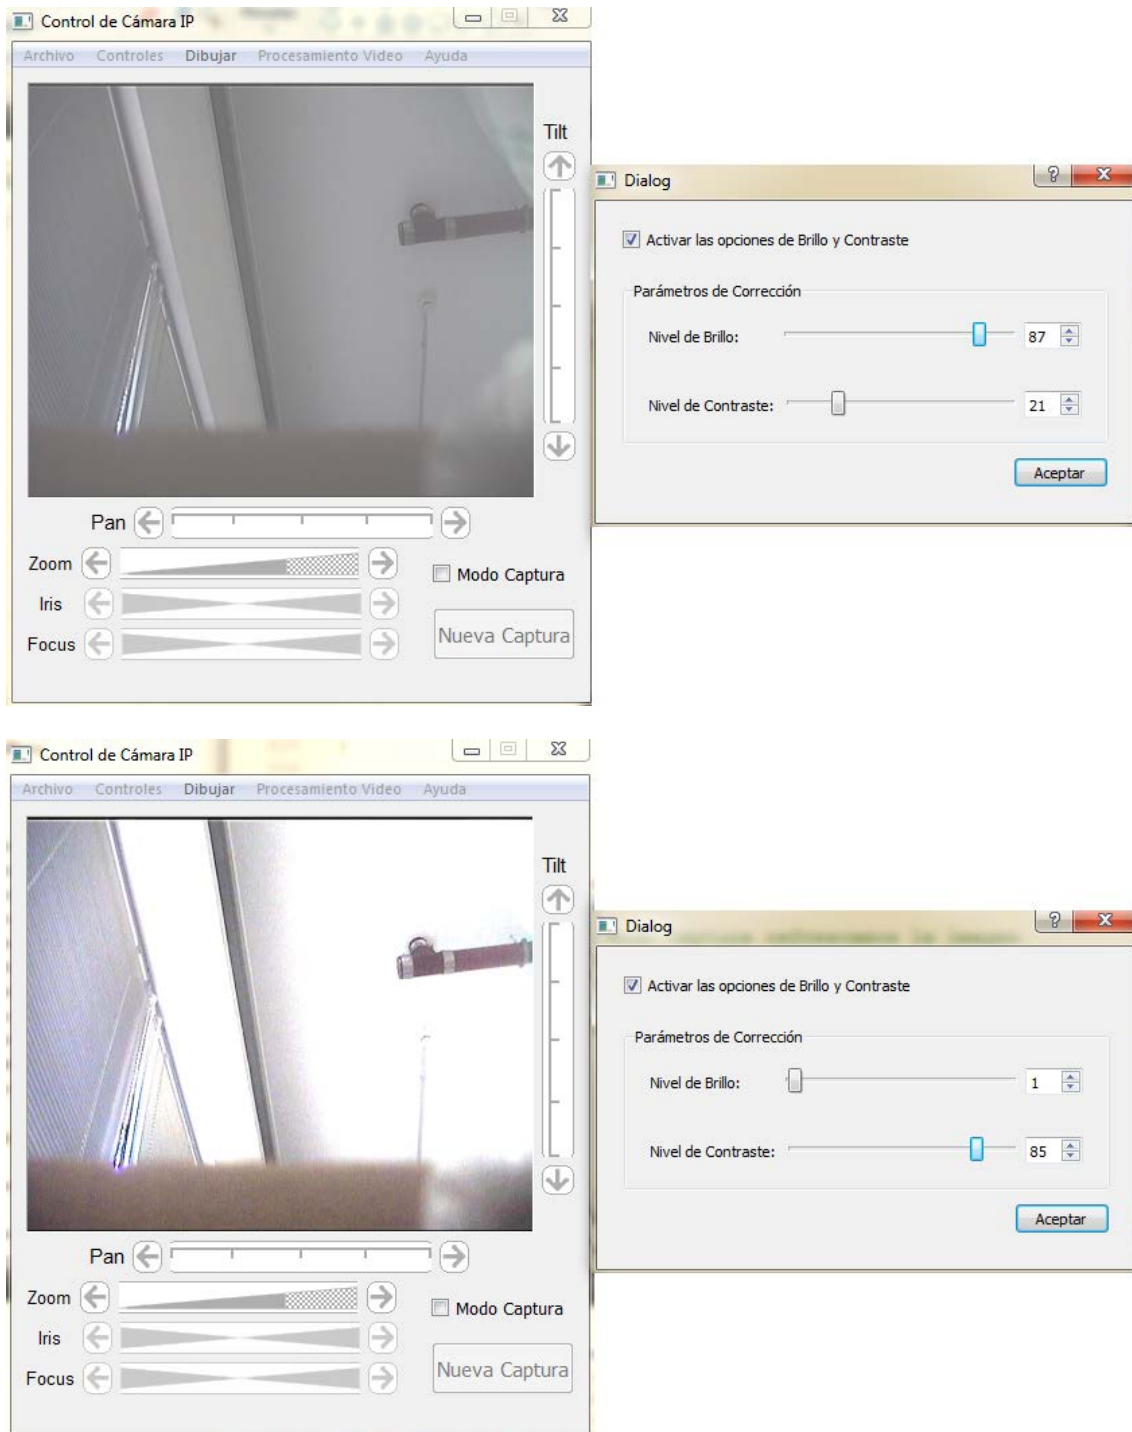 Control de Cámara IP
Archivo Controles Dibujar Procesamiento Video Ayuda
Tilt
Pan
Zoom
Iris
Focus
Modo Captura
Nueva Captura
Dialog
Activar las opciones de Brillo y Contraste
Parámetros de Corrección
Nivel de Brillo: 87
Nivel de Contraste: 21
Aceptar
Control de Cámara IP
Archivo Controles Dibujar Procesamiento Video Ayuda
Tilt
Pan
Zoom
Iris
Focus
Modo Captura
Nueva Captura
Dialog
Activar las opciones de Brillo y Contraste
Parámetros de Corrección
Nivel de Brillo: 1
Nivel de Contraste: 85
Aceptar